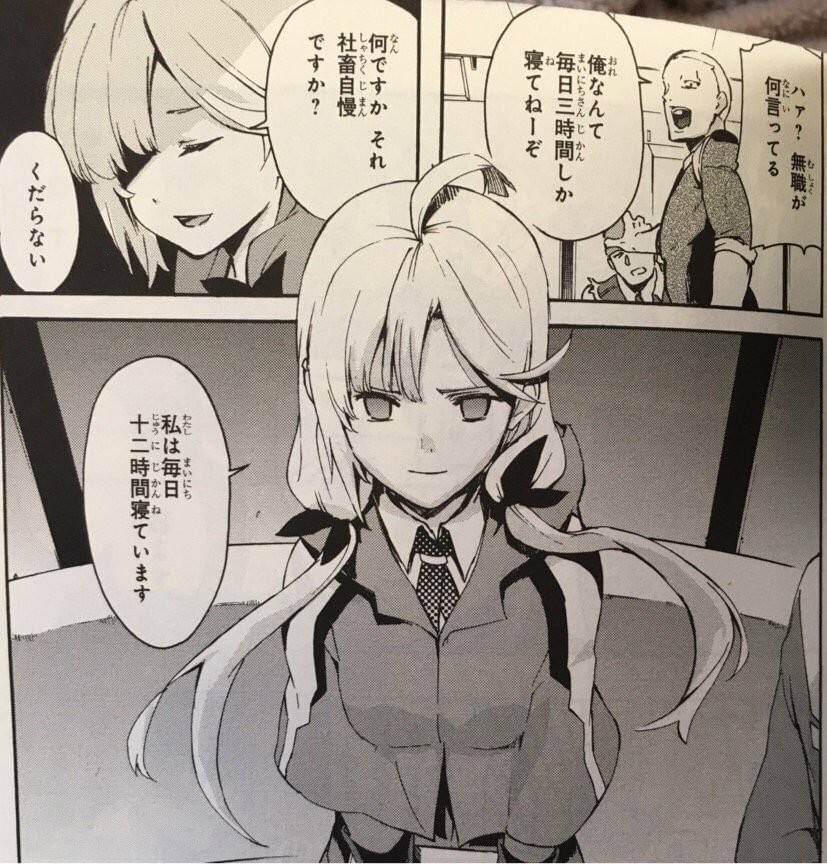 ハァ？無職が
何言ってる
俺なんて
毎日三時間しか
寝てねーぞ
何ですか それ
社畜自慢
ですか？
くだらない
私は毎日
十二時間寝ています